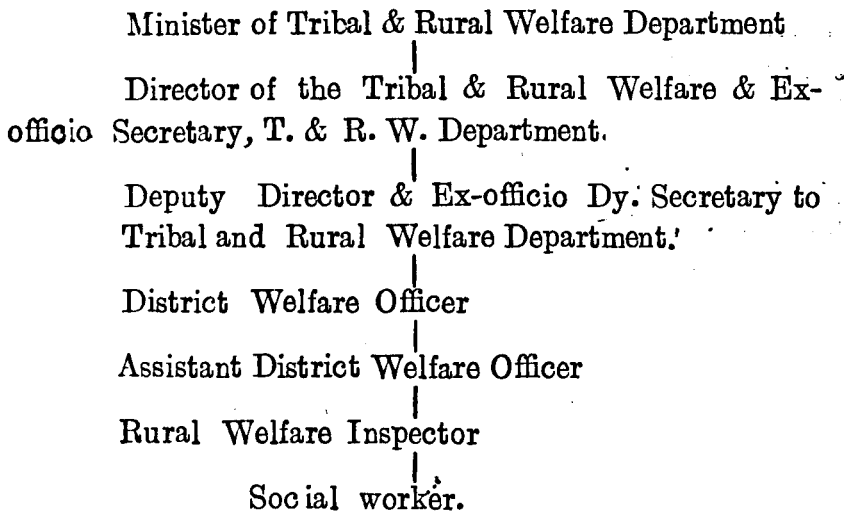 Minister of Tribal & Rural Welfare Department
Director of the Tribal & Rural Welfare & Ex-
officio Secretary, T. & R. W. Department.
Deputy Director & Ex-officio Dy. Secretary to
Tribal and Rural Welfare Department.
District Welfare Officer
Assistant District Welfare Officer
Rural Welfare Inspector
Social worker.